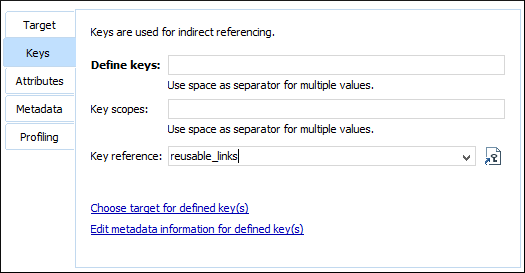 Target
Keys
Attributes
Metadata
Profiling
Keys are used for indirect referencing.
Define keys:
Use space as separator for multiple values.
Key scopes:
Use space as separator for multiple values.
Key reference: reusable_links
Choose target for defined key(s)
Edit metadata information for defined key(s)